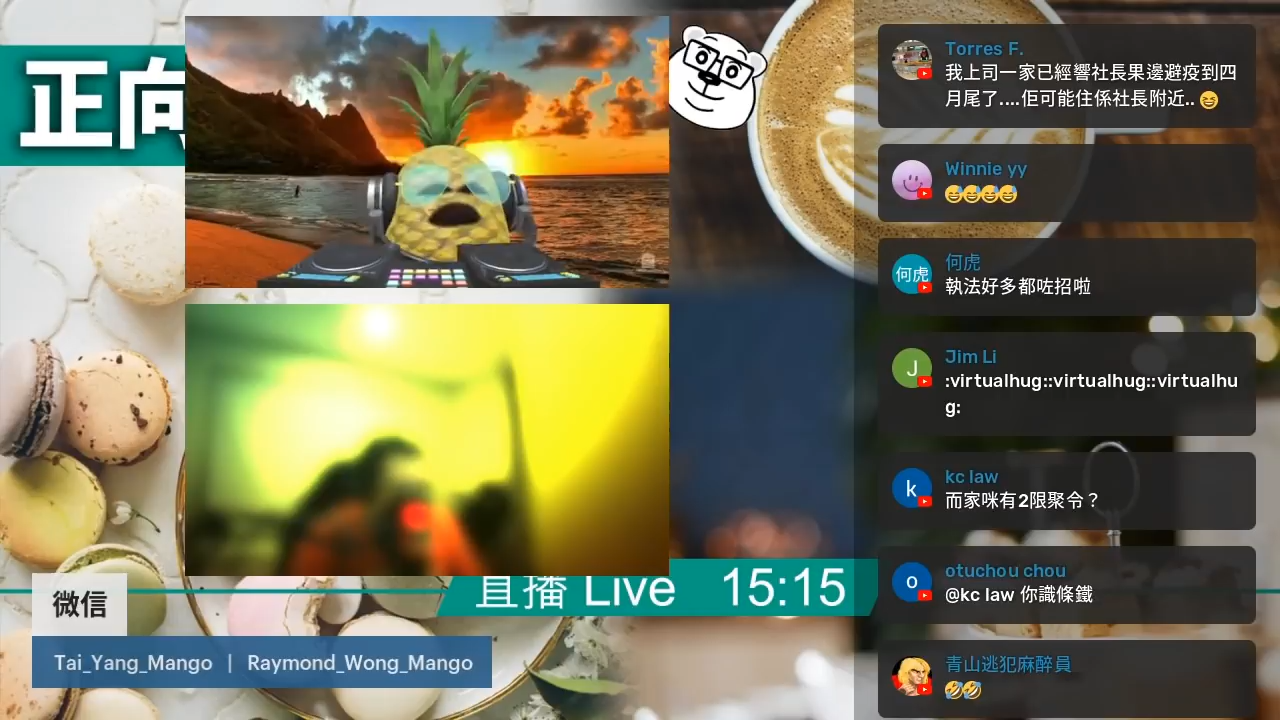 正向
Torres F.
我上司一家已經響社長果邊避疫到四
月尾了....佢可能住係社長附近..
Winnie yy
何虎
何虎
執法好多都咗招啦
J
Jim Li
:virtualhug::virtualhug::virtualhu
g:
k
kc law
而家咪有2限聚令？
o
otuchou chou
@kc law 你識條鐵
直播 Live 15:15
微信
Tai_Yang_Mango | Raymond_Wong_Mango
青山逃犯麻醉員